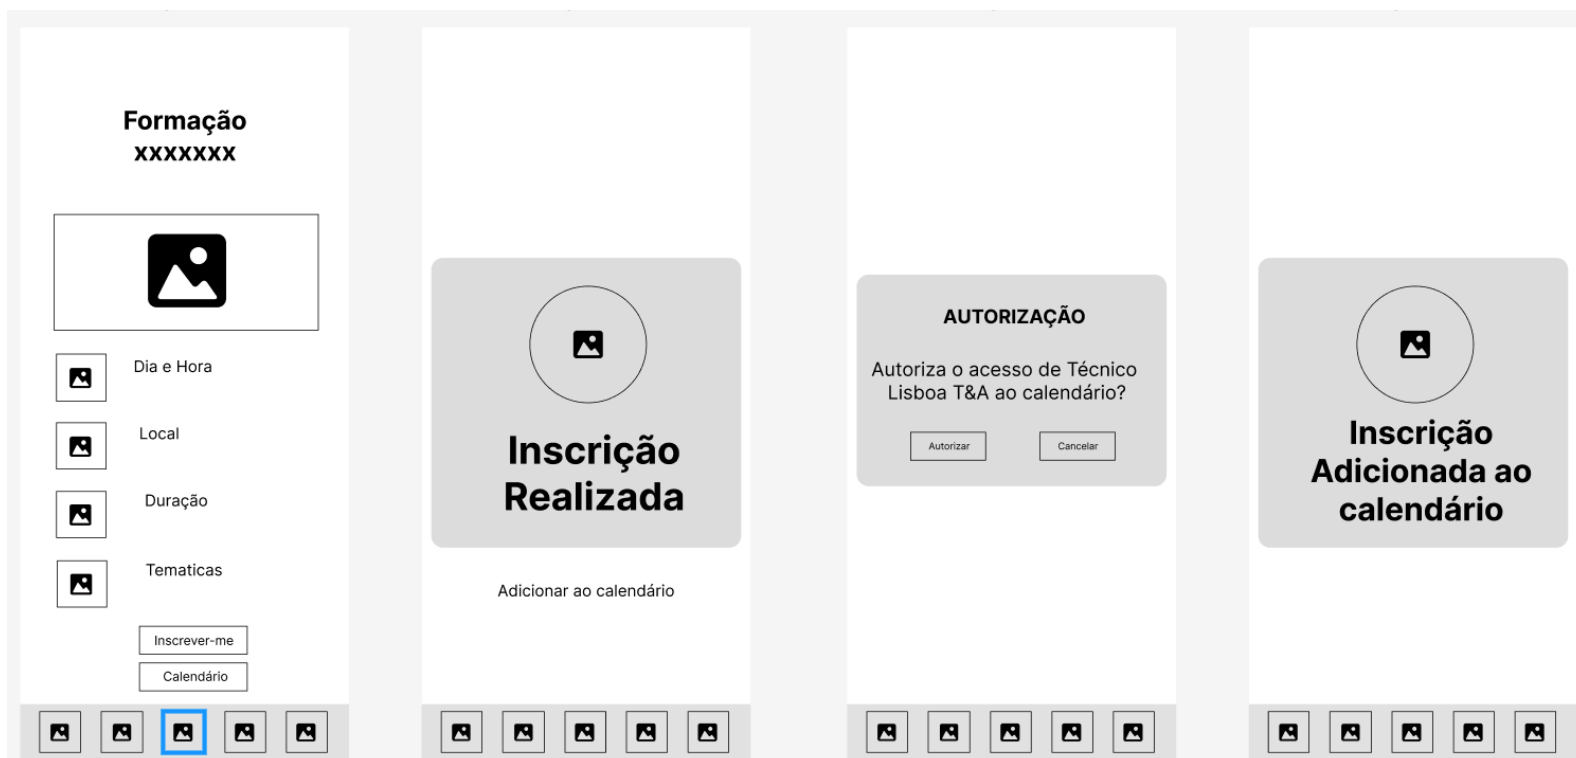 Formação
xxxxxxx
Dia e Hora
Local
Duração
Tematicas
Inscrever-me
Calendário
Inscrição
Realizada
Adicionar ao calendário
AUTORIZAÇÃO
Autoriza o acesso de Técnico
Lisboa T&A ao calendário?
Autorizar
Cancelar
Inscrição
Adicionada ao
calendário